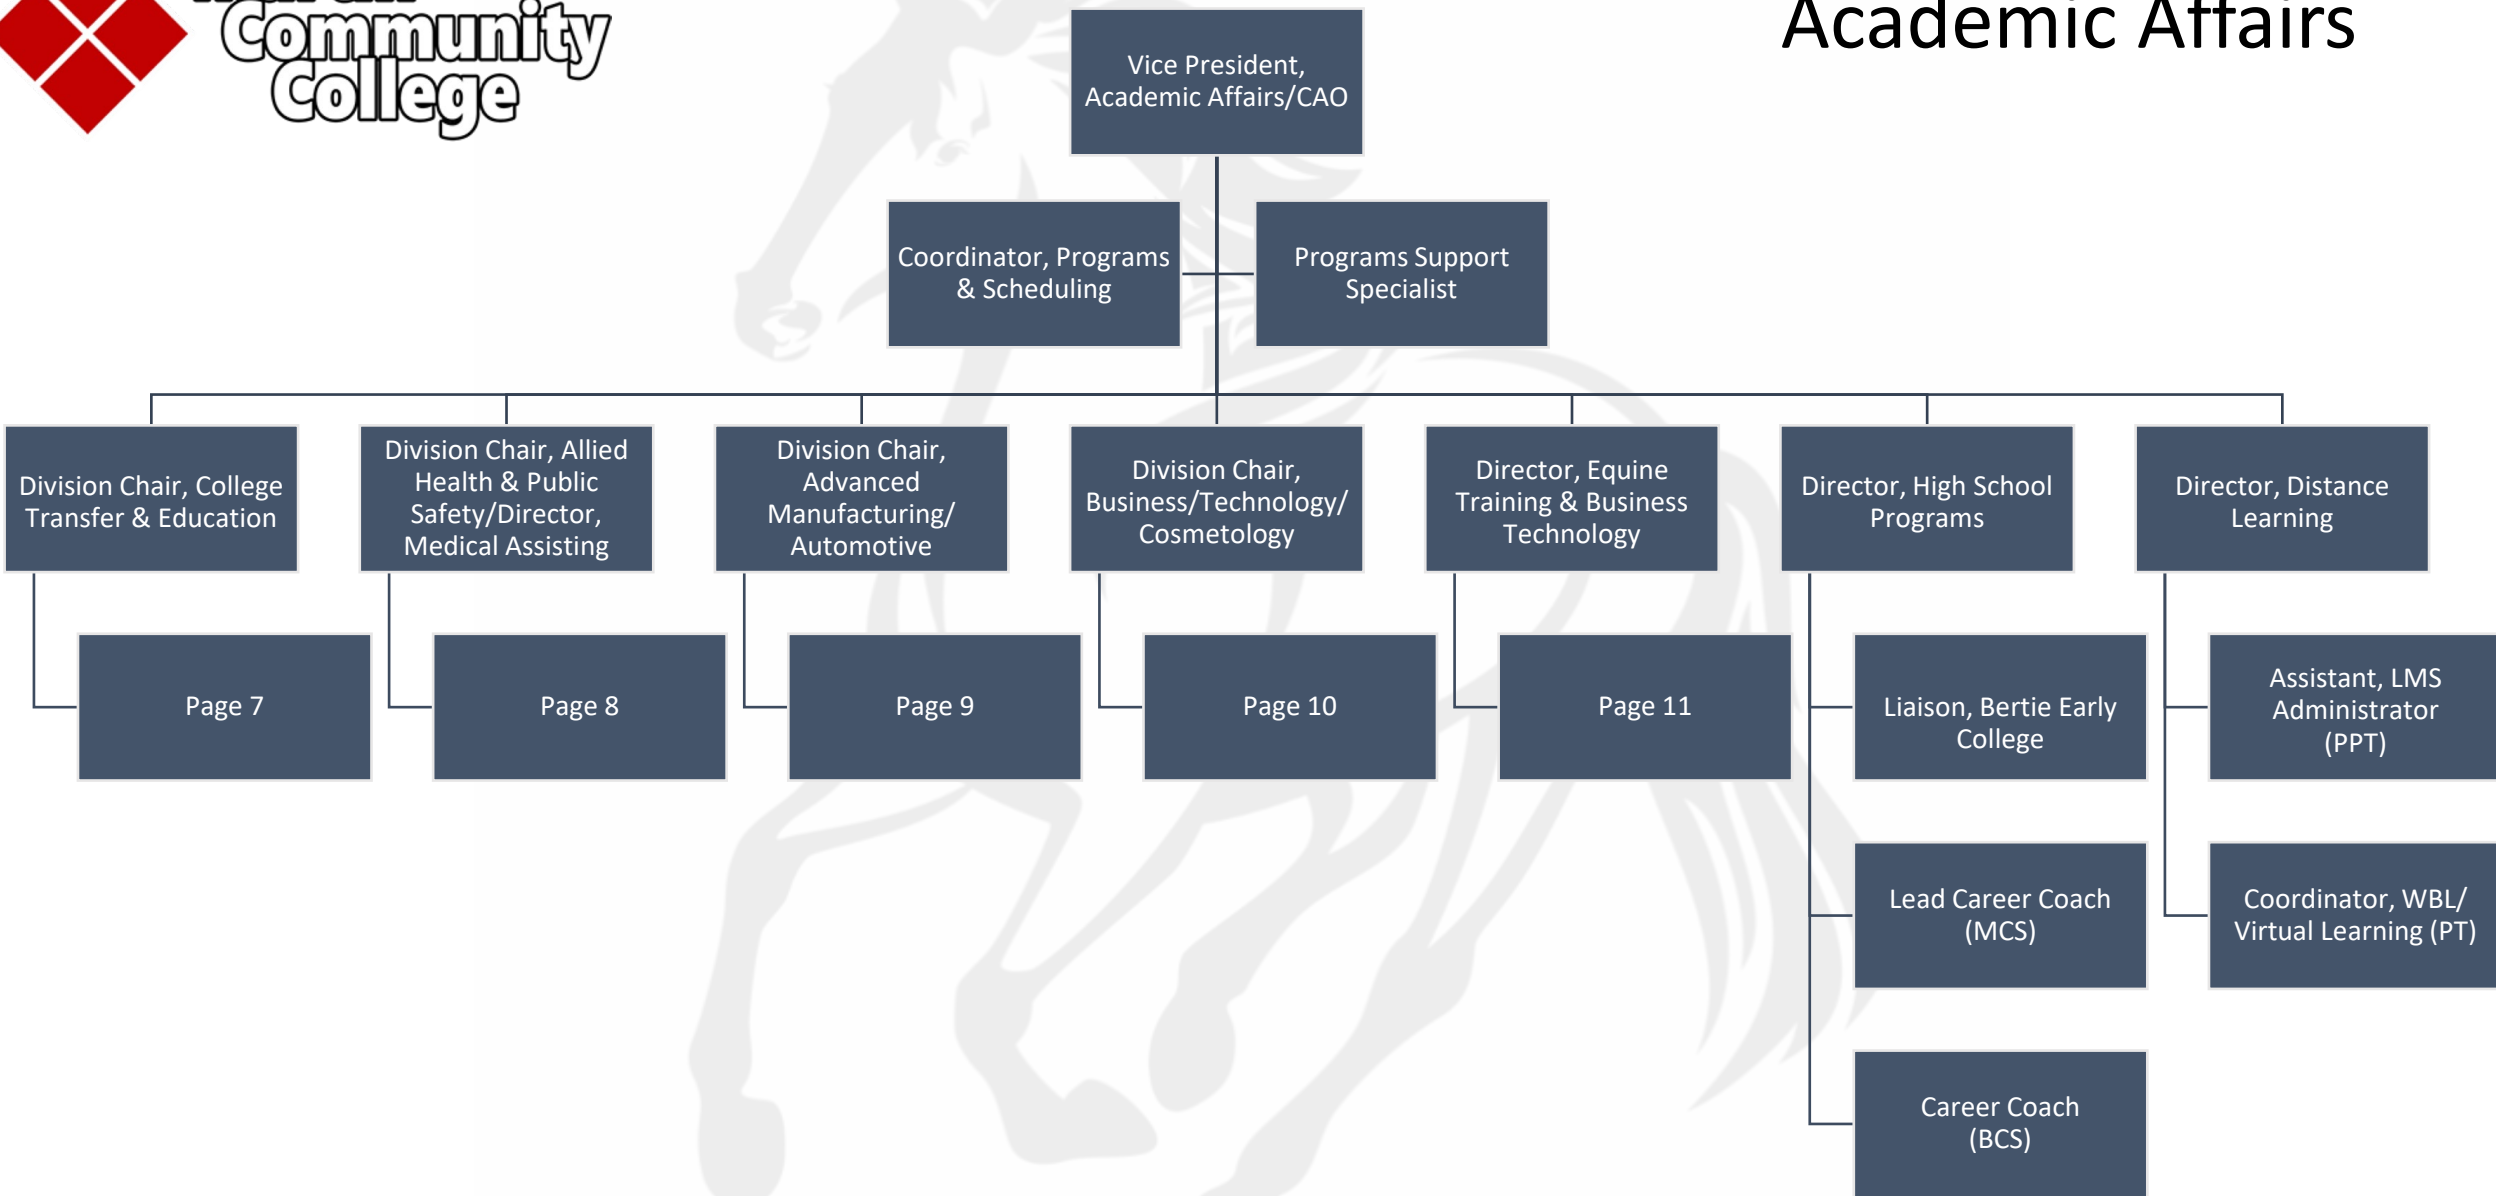 Community
College
Academic Affairs
Vice President,
Academic Affairs/CAO
Coordinator, Programs
& Scheduling
Programs Support
Specialist
Division Chair, College
Transfer & Education
Division Chair, Allied
Health & Public
Safety/Director,
Medical Assisting
Division Chair,
Advanced
Manufacturing/
Automotive
Division Chair,
Business/Technology/
Cosmetology
Director, Equine
Training & Business
Technology
Director, High School
Programs
Director, Distance
Learning
Page 7
Page 8
Page 9
Page 10
Page 11
Liaison, Bertie Early
College
Assistant, LMS
Administrator
(PPT)
Lead Career Coach
(MCS)
Coordinator, WBL/
Virtual Learning (PT)
Career Coach
(BCS)